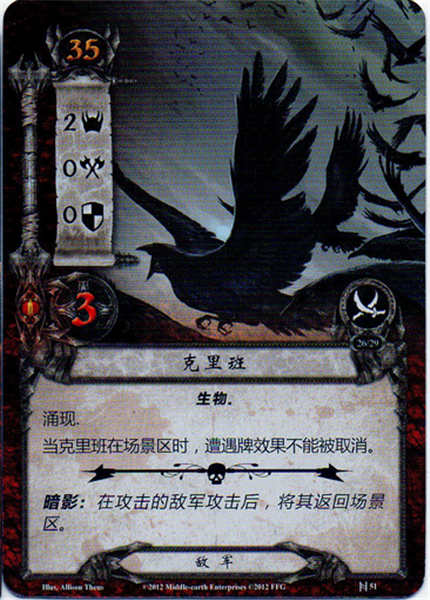 35
2
0
0
3
26/29
克里班
生物。
涌现.
当克里班在场景区时，遭遇牌效果不能被取消。
暗影：在攻击的敌军攻击后，将其返回场景
区。
敌军
Illus. Allison Theus ©2012 Middle-earth Enterprises ©2012 FFG 51